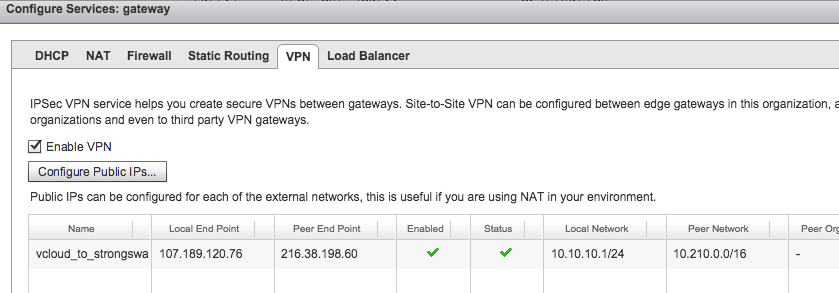 Configure Services: gateway
DHCP NAT Firewall Static Routing VPN Load Balancer
IPSec VPN service helps you create secure VPNs between gateways. Site-to-Site VPN can be configured between edge gateways in this organization,
organizations and even to third party VPN gateways.
Enable VPN
Configure Public IPs...
Public IPs can be configured for each of the external networks, this is useful if you are using NAT in your environment.
Name Local End Point Peer End Point Enabled Status Local Network Peer Network Peer Org
vcloud_to_strongswa 107.189.120.76 216.38.198.60 10.10.10.1/24 10.210.0.0/16 -